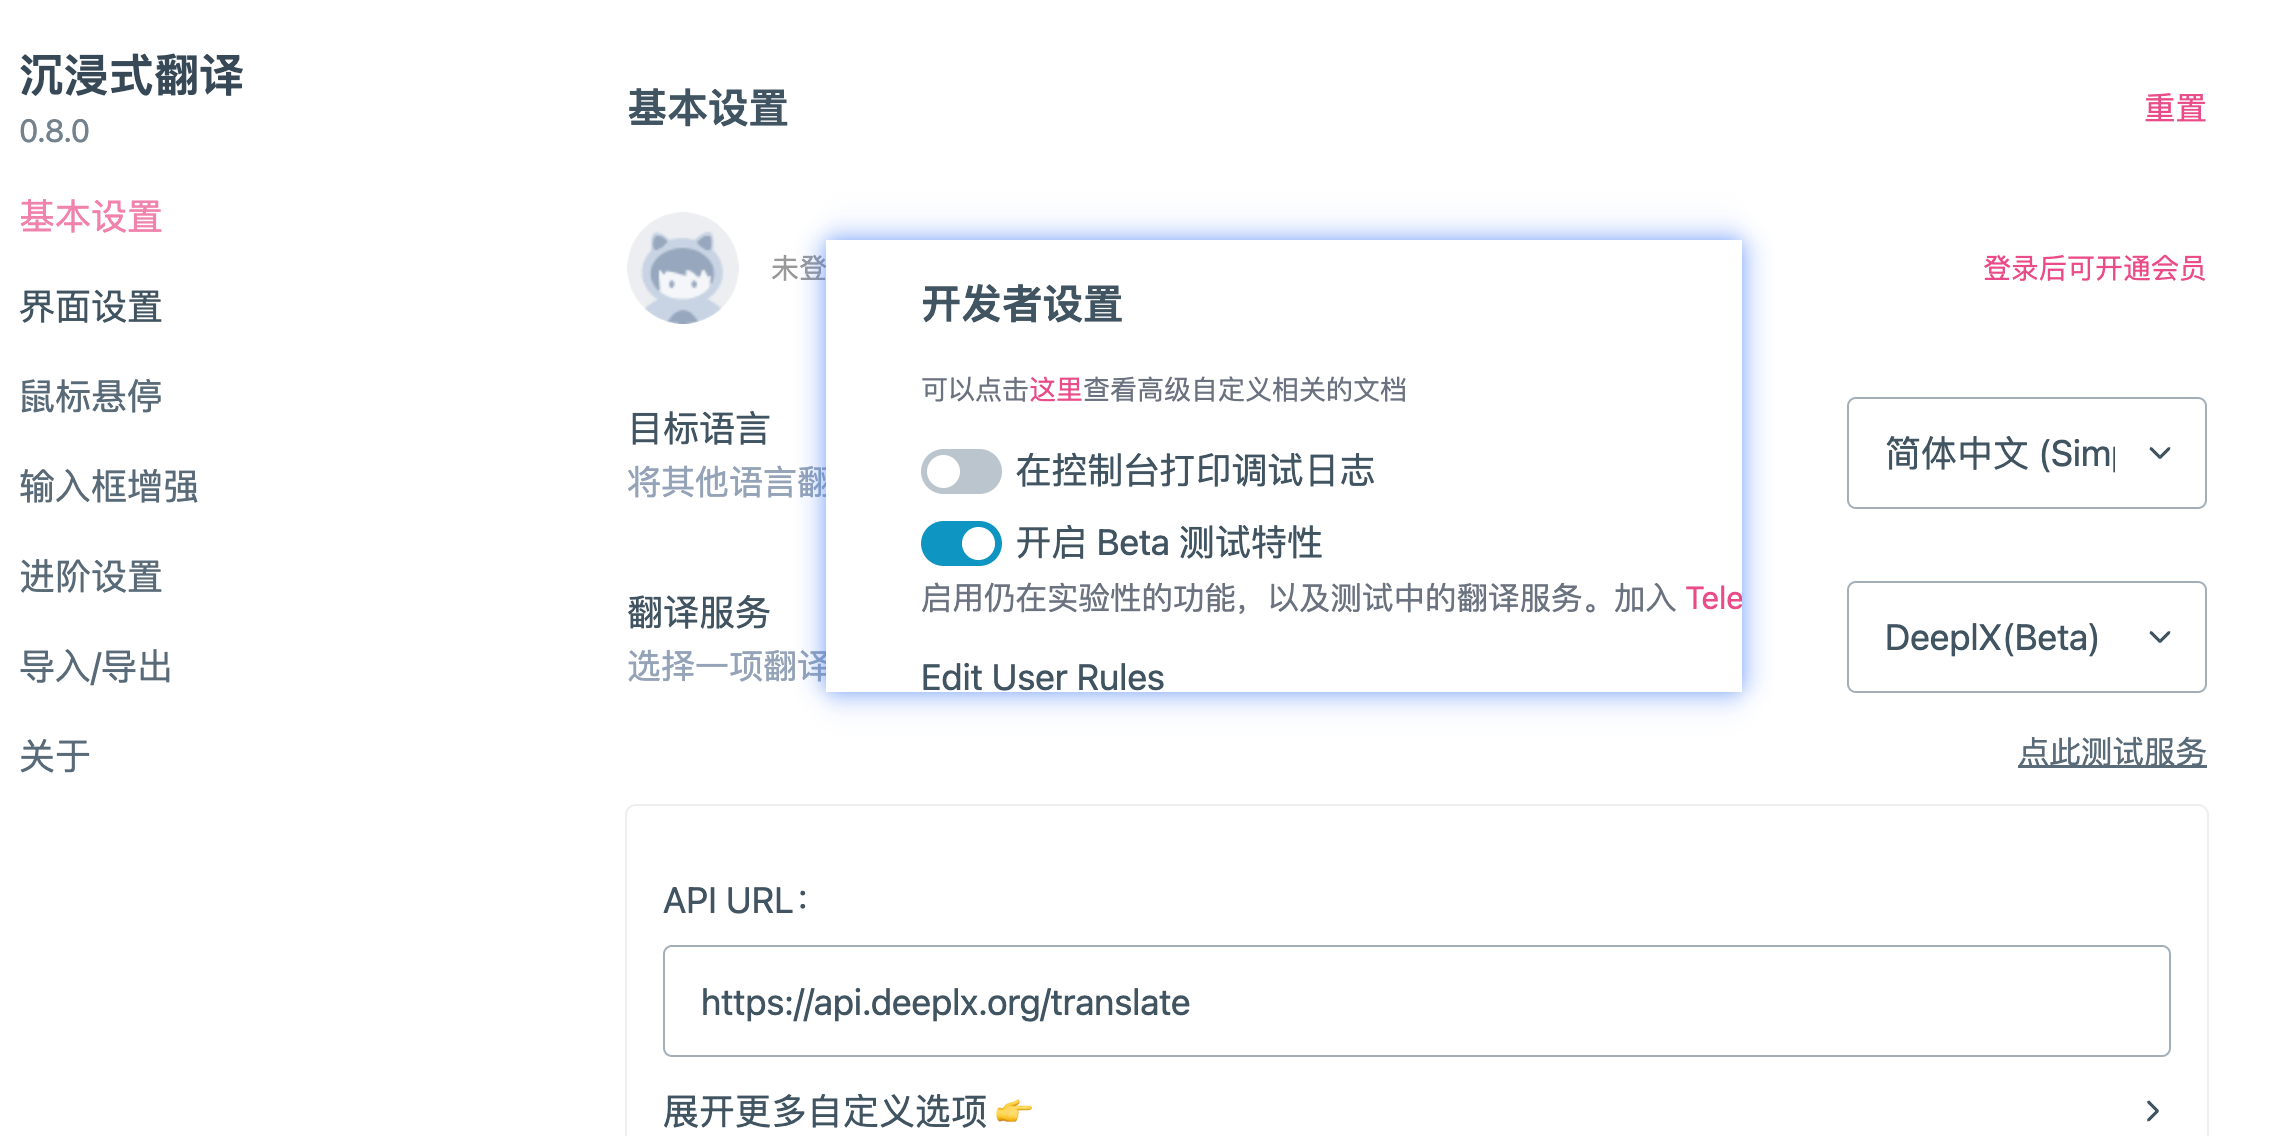 沉浸式翻译
0.8.0
基本设置
界面设置
鼠标悬停
输入框增强
进阶设置
导入/导出
关于
基本设置
重置
未登
登录后可开通会员
目标语言
将其他语言翻
简体中文 (Simp
翻译服务
选择一项翻译
DeeplX(Beta)
点此测试服务
开发者设置
可以点击这里查看高级自定义相关的文档
在控制台打印调试日志
开启 Beta 测试特性
启用仍在实验性的功能，以及测试中的翻译服务。加入 Tele
Edit User Rules
API URL：
https://api.deeplx.org/translate
展开更多自定义选项 👉